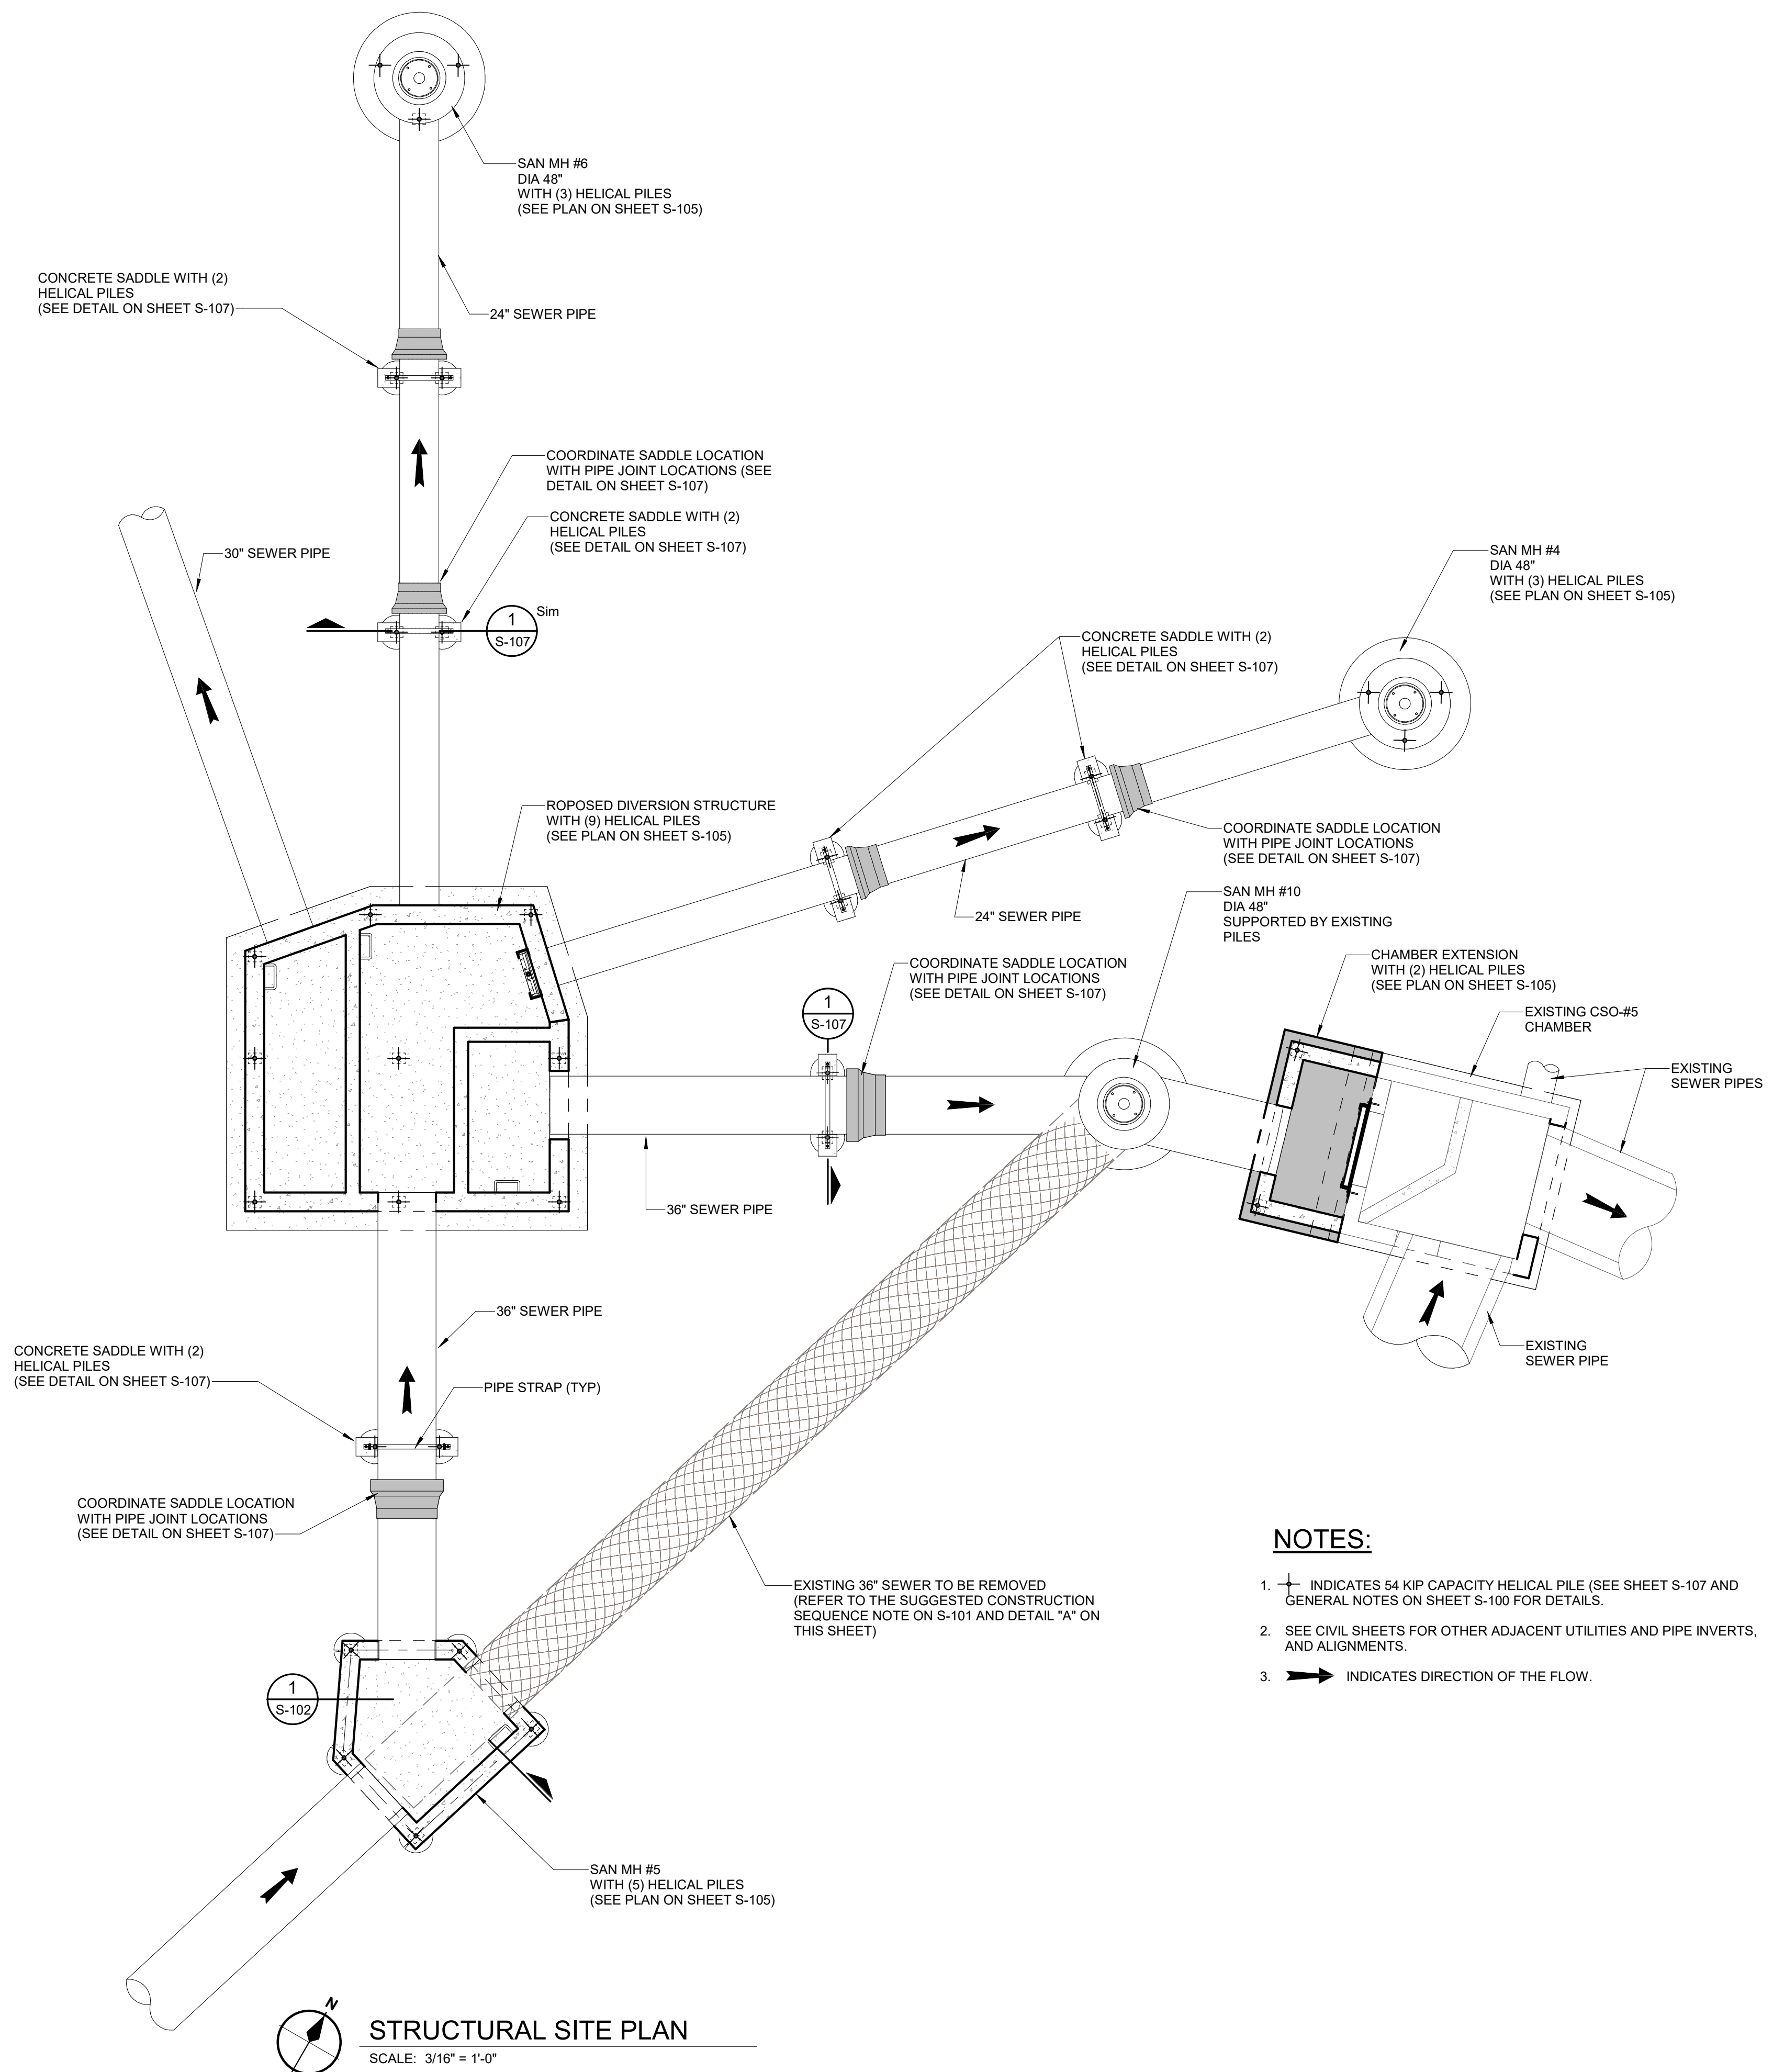 SAN MH #6
DIA 48"
WITH (3) HELICAL PILES
(SEE PLAN ON SHEET S-105)
CONCRETE SADDLE WITH (2)
HELICAL PILES
(SEE DETAIL ON SHEET S-107)
24" SEWER PIPE
COORDINATE SADDLE LOCATION
WITH PIPE JOINT LOCATIONS (SEE
DETAIL ON SHEET S-107)
CONCRETE SADDLE WITH (2)
HELICAL PILES
(SEE DETAIL ON SHEET S-107)
30" SEWER PIPE
SAN MH #4
DIA 48"
WITH (3) HELICAL PILES
(SEE PLAN ON SHEET S-105)
1
S-107
Sim
CONCRETE SADDLE WITH (2)
HELICAL PILES
(SEE DETAIL ON SHEET S-107)
ROPOSED DIVERSION STRUCTURE
WITH (9) HELICAL PILES
(SEE PLAN ON SHEET S-105)
COORDINATE SADDLE LOCATION
WITH PIPE JOINT LOCATIONS
(SEE DETAIL ON SHEET S-107)
24" SEWER PIPE
SAN MH #10
DIA 48"
SUPPORTED BY EXISTING
PILES
COORDINATE SADDLE LOCATION
WITH PIPE JOINT LOCATIONS
(SEE DETAIL ON SHEET S-107)
CHAMBER EXTENSION
WITH (2) HELICAL PILES
(SEE PLAN ON SHEET S-105)
EXISTING CSO-#5
CHAMBER
EXISTING
SEWER PIPES
1
S-107
36" SEWER PIPE
36" SEWER PIPE
EXISTING
SEWER PIPE
CONCRETE SADDLE WITH (2)
HELICAL PILES
(SEE DETAIL ON SHEET S-107)
PIPE STRAP (TYP)
COORDINATE SADDLE LOCATION
WITH PIPE JOINT LOCATIONS
(SEE DETAIL ON SHEET S-107)
EXISTING 36" SEWER TO BE REMOVED
(REFER TO THE SUGGESTED CONSTRUCTION
SEQUENCE NOTE ON S-101 AND DETAIL "A" ON
THIS SHEET)
NOTES:
1. INDICATES 54 KIP CAPACITY HELICAL PILE (SEE SHEET S-107 AND
GENERAL NOTES ON SHEET S-100 FOR DETAILS.
2. SEE CIVIL SHEETS FOR OTHER ADJACENT UTILITIES AND PIPE INVERTS,
AND ALIGNMENTS.
3. INDICATES DIRECTION OF THE FLOW.
1
S-102
SAN MH #5
WITH (5) HELICAL PILES
(SEE PLAN ON SHEET S-105)
N
STRUCTURAL SITE PLAN
SCALE: 3/16" = 1'-0"